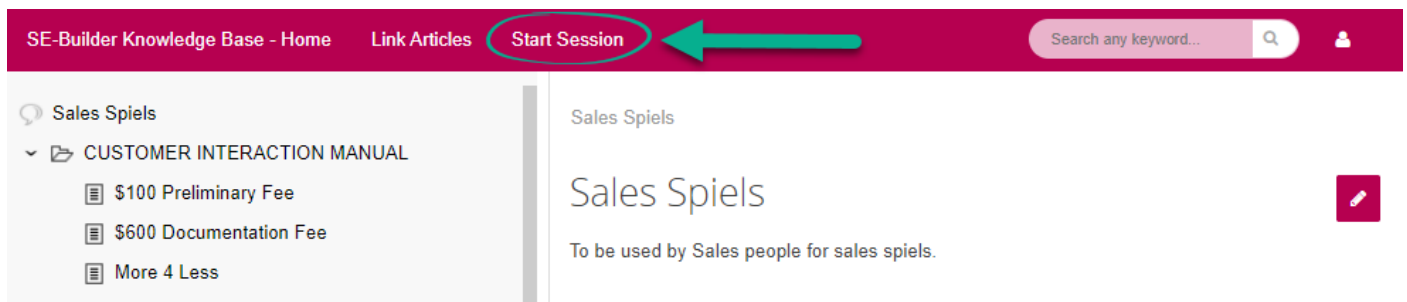 SE-Builder Knowledge Base - Home Link Articles Start Session Search any keyword...
Sales Spiels
CUSTOMER INTERACTION MANUAL
$100 Preliminary Fee
$600 Documentation Fee
More 4 Less
Sales Spiels
Sales Spiels
To be used by Sales people for sales spiels.